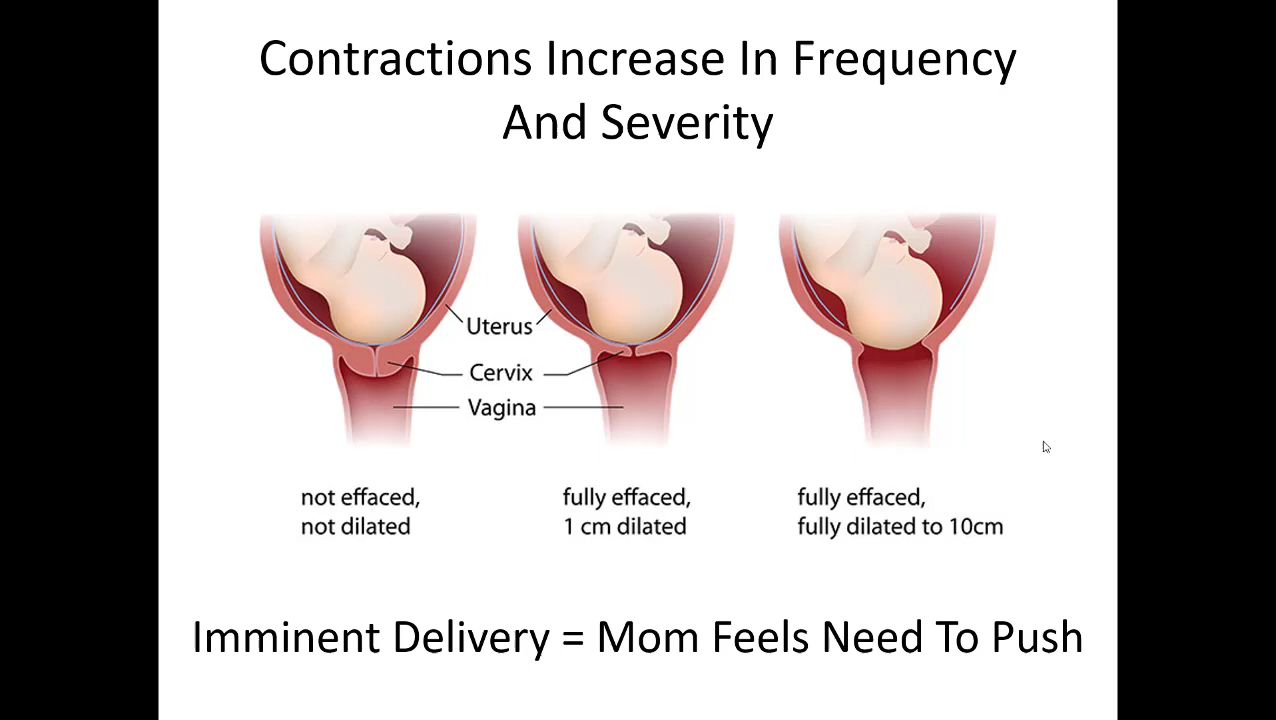 Contractions Increase In Frequency
And Severity
Uterus
Cervix
Vagina
not effaced,
not dilated
fully effaced,
1 cm dilated
fully effaced,
fully dilated to 10cm
Imminent Delivery = Mom Feels Need To Push